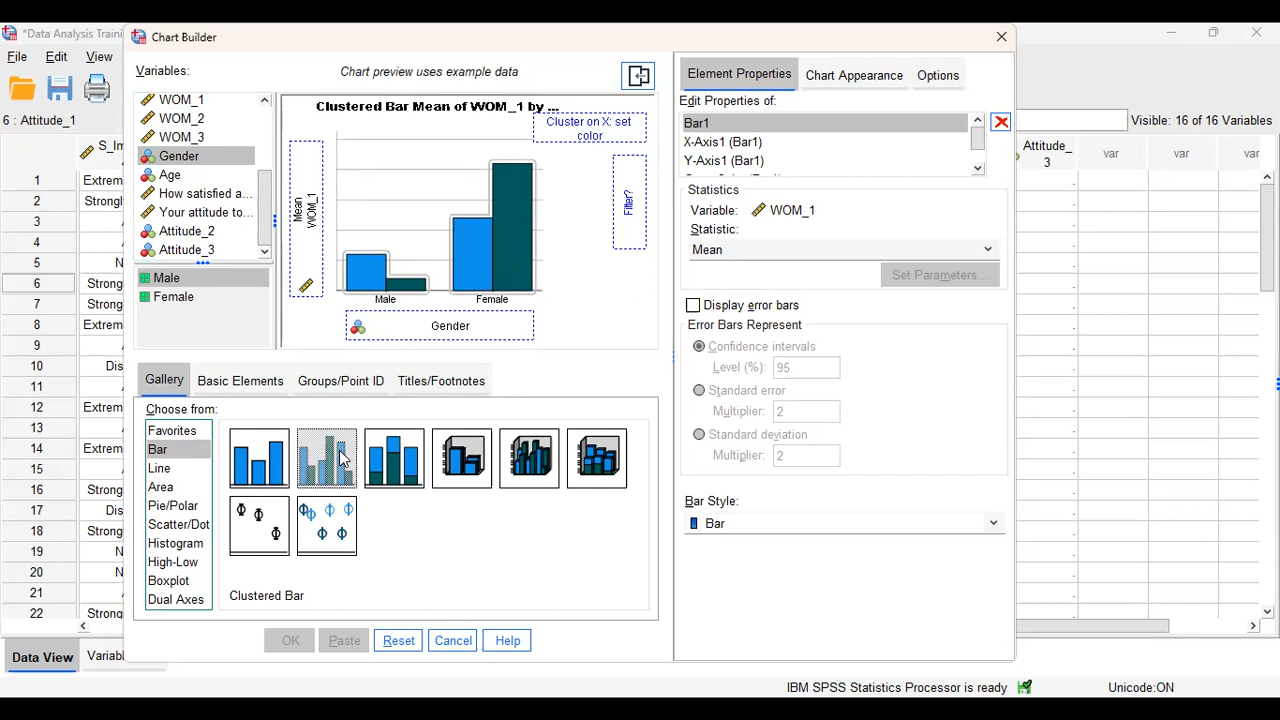 *Data Analysis Traini
File Edit View
6 : Attitude_1
Visible: 16 of 16 Variables
S_Im
Attitude_
3
var
var
var
1 Extrem
2 Strongl
3
4
5 N
6 Strong
7 Strong
8 Extrem
9
10 Dis
11
12 Extrem
13
14 Extrem
15
16 Strong
17 Dis
18 Strong
19 N
20 N
21
22 Strong
Data View
Variabl
IBM SPSS Statistics Processor is ready
Unicode:ON
Chart Builder
Variables:
Chart preview uses example data
WOM_1
WOM_2
WOM_3
Gender
Age
How satisfied a...
Your attitude to...
Attitude_2
Attitude_3
Male
Female
Clustered Bar Mean of WOM_1 by ...
Cluster on X: set
color
Mean
WOM_1
Filter?
Male Female
Gender
Gallery Basic Elements Groups/Point ID Titles/Footnotes
Choose from:
Favorites
Bar
Line
Area
Pie/Polar
Scatter/Dot
Histogram
High-Low
Boxplot
Dual Axes
Clustered Bar
OK Paste Reset Cancel Help
Element Properties Chart Appearance Options
Edit Properties of:
Bar1
X-Axis1 (Bar1)
Y-Axis1 (Bar1)
Statistics
Variable: WOM_1
Statistic:
Mean
Set Parameters...
Display error bars
Error Bars Represent
Confidence intervals
Level (%): 95
Standard error
Multiplier: 2
Standard deviation
Multiplier: 2
Bar Style:
Bar